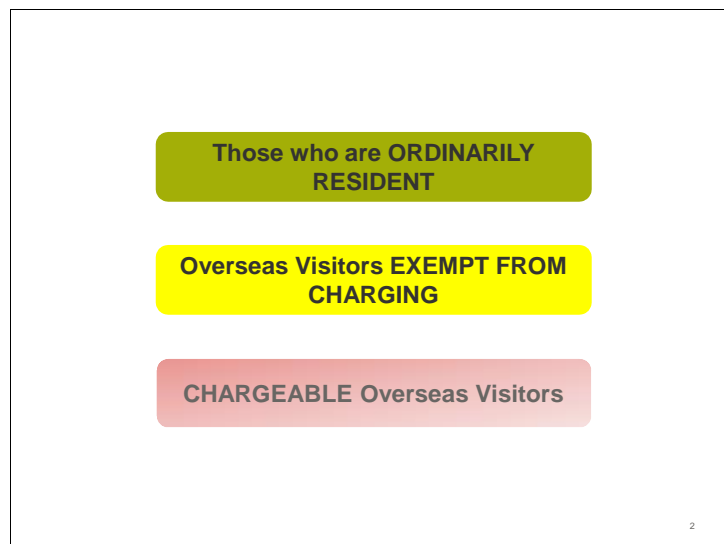 Those who are ORDINARILY
RESIDENT
Overseas Visitors EXEMPT FROM
CHARGING
CHARGEABLE Overseas Visitors
2